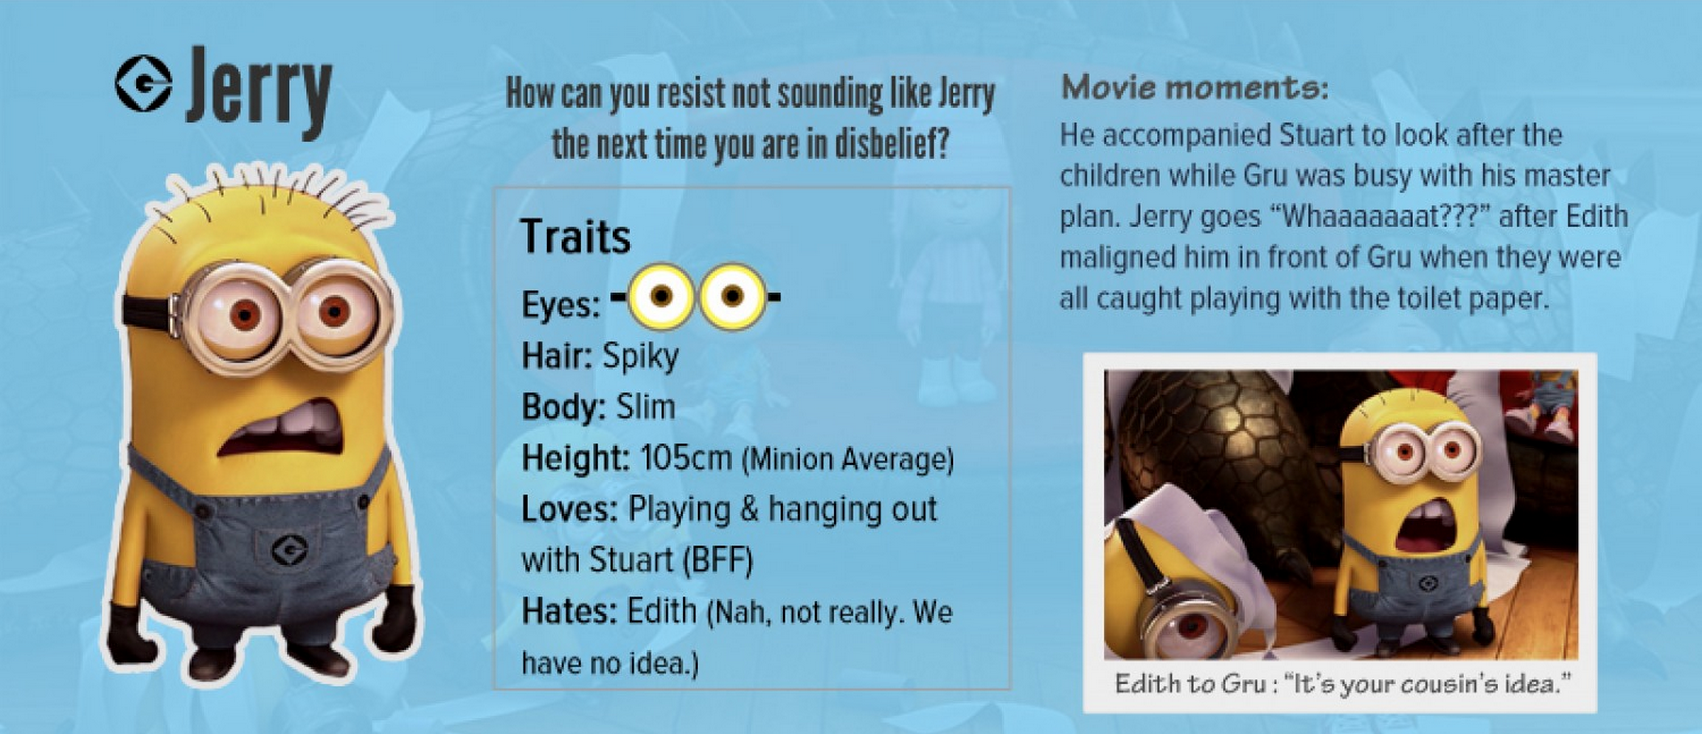 Jerry
How can you resist not sounding like Jerry
the next time you are in disbelief?
Traits
Eyes:
Hair: Spiky
Body: Slim
Height: 105cm (Minion Average)
Loves: Playing & hanging out
with Stuart (BFF)
Hates: Edith (Nah, not really. We
have no idea.)
Movie moments:
He accompanied Stuart to look after the
children while Gru was busy with his master
plan. Jerry goes “Whaaaaaaat???” after Edith
maligned him in front of Gru when they were
all caught playing with the toilet paper.
Edith to Gru : “It’s your cousin’s idea.”